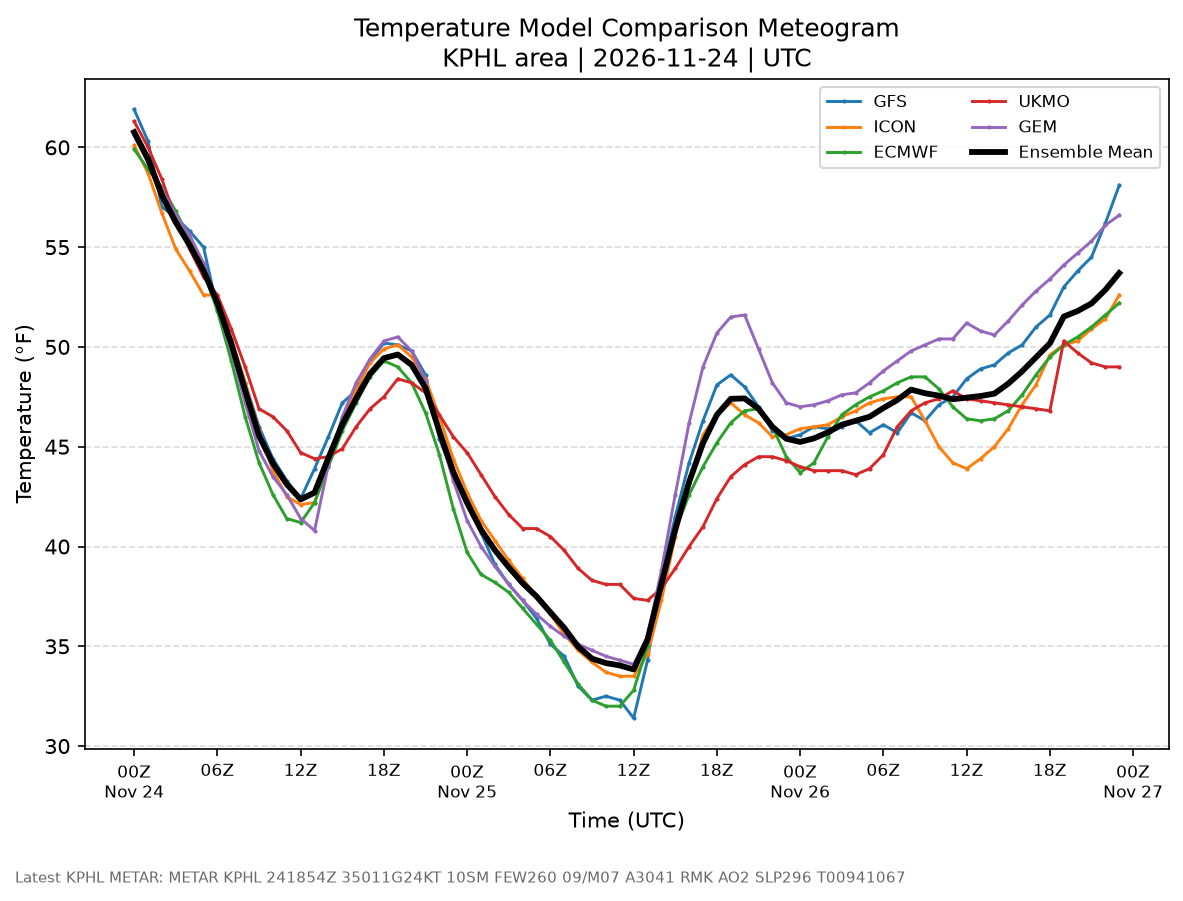 Temperature Model Comparison Meteogram
KPHL area | 2026-11-24 | UTC
GFS
ICON
ECMWF
UKMO
GEM
Ensemble Mean
Temperature (°F)
60
55
50
45
40
35
30
00Z
Nov 24
06Z
12Z
18Z
00Z
Nov 25
06Z
12Z
18Z
00Z
Nov 26
06Z
12Z
18Z
00Z
Nov 27
Time (UTC)
Latest KPHL METAR: METAR KPHL 241854Z 35011G24KT 10SM FEW260 09/M07 A3041 RMK AO2 SLP296 T00941067